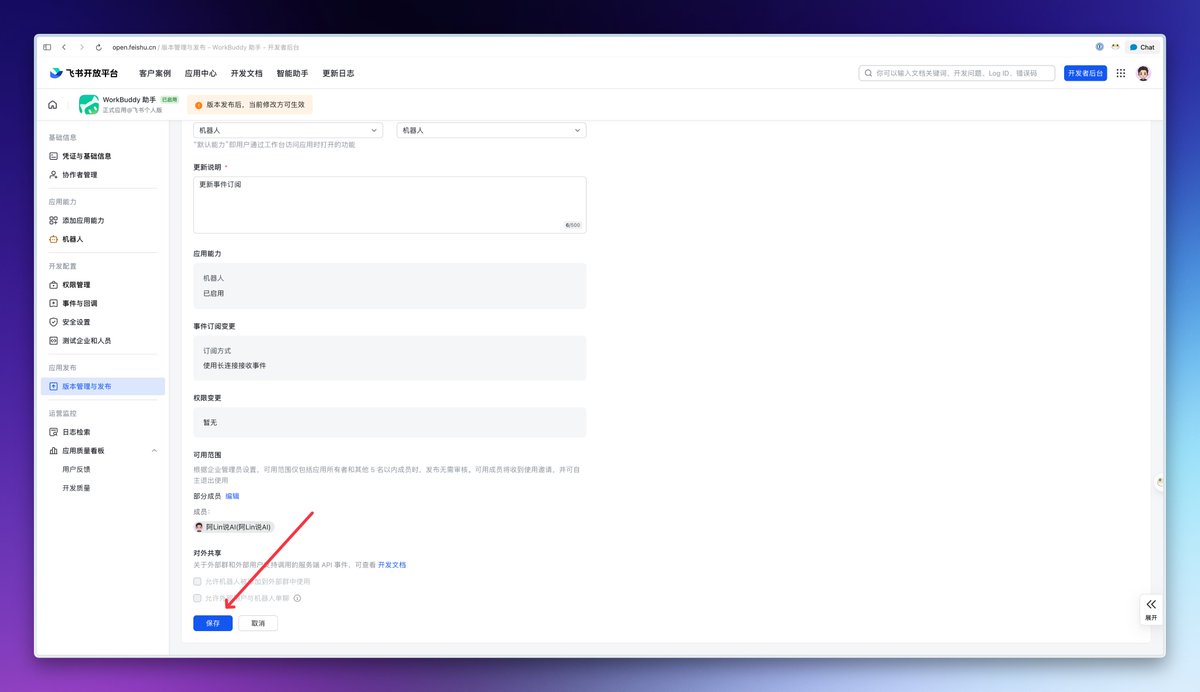 open.feishu.cn / 版本管理与发布 - WorkBuddy 助手 - 开发者后台
Chat
飞书开放平台
客户案例
应用中心
开发文档
智能助手
更新日志
你可以输入文档关键词、开发问题、Log ID、错误码
开发者后台
WorkBuddy 助手
已启用
正式应用@飞书个人版
版本发布后，当前修改方可生效
基础信息
凭证与基础信息
协作者管理
应用能力
添加应用能力
机器人
开发配置
权限管理
事件与回调
安全设置
测试企业和人员
应用发布
版本管理与发布
运营监控
日志检索
应用质量看板
用户反馈
开发质量
机器人
机器人
“默认能力”即用户通过工作台访问应用时打开的功能
更新说明 *
更新事件订阅
6/500
应用能力
机器人
已启用
事件订阅变更
订阅方式
使用长连接接收事件
权限变更
暂无
可用范围
根据企业管理员设置，可用范围仅包括应用所有者和其他 5 名以内成员时，发布无需审核。可用成员将收到使用邀请，并可自
主退出使用
部分成员 编辑
成员：
阿Lin说AI(阿Lin说AI)
对外共享
关于外部群和外部用户支持调用的服务端 API 事件，可查看 开发文档
允许机器人被添加到外部群中使用
允许外部用户与机器人单聊
保存
取消
展开